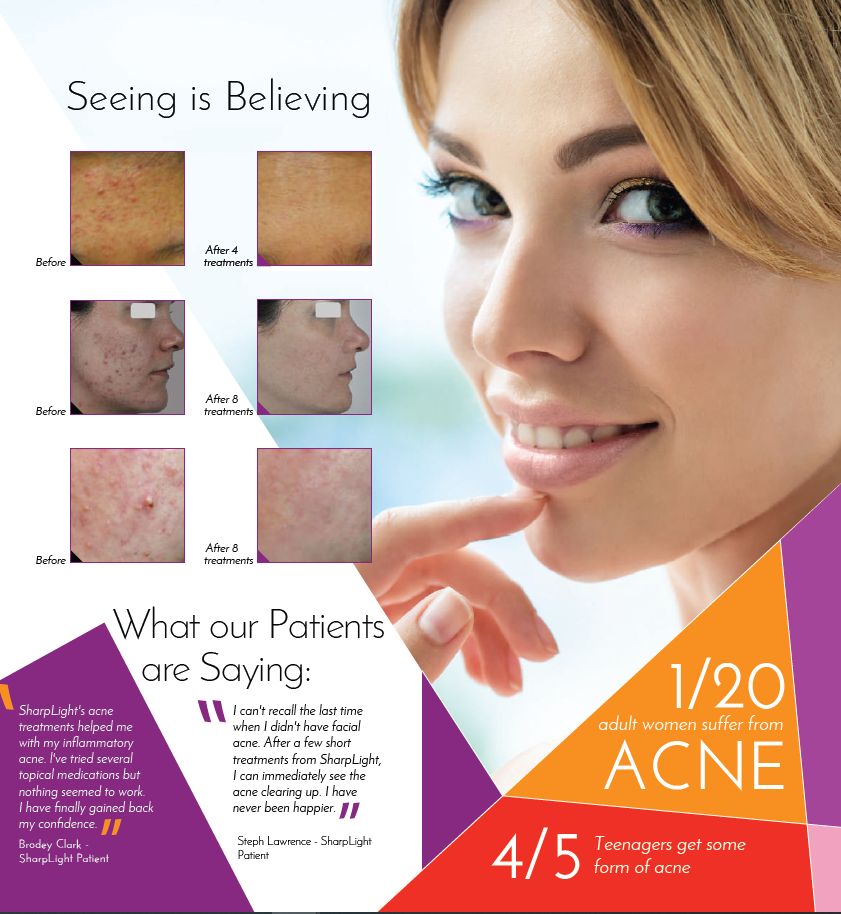 Seeing is Believing
Before
After 4
treatments
Before
After 8
treatments
Before
After 8
treatments
What our Patients
are Saying:
SharpLight's acne
treatments helped me
with my inflammatory
acne. I've tried several
topical medications but
nothing seemed to work.
I have finally gained back
my confidence.
Brodey Clark -
SharpLight Patient
I can't recall the last time
when I didn't have facial
acne. After a few short
treatments from SharpLight,
I can immediately see the
acne clearing up. I have
never been happier.
Steph Lawrence - SharpLight
Patient
1/20
adult women suffer from
ACNE
4/5
Teenagers get some
form of acne